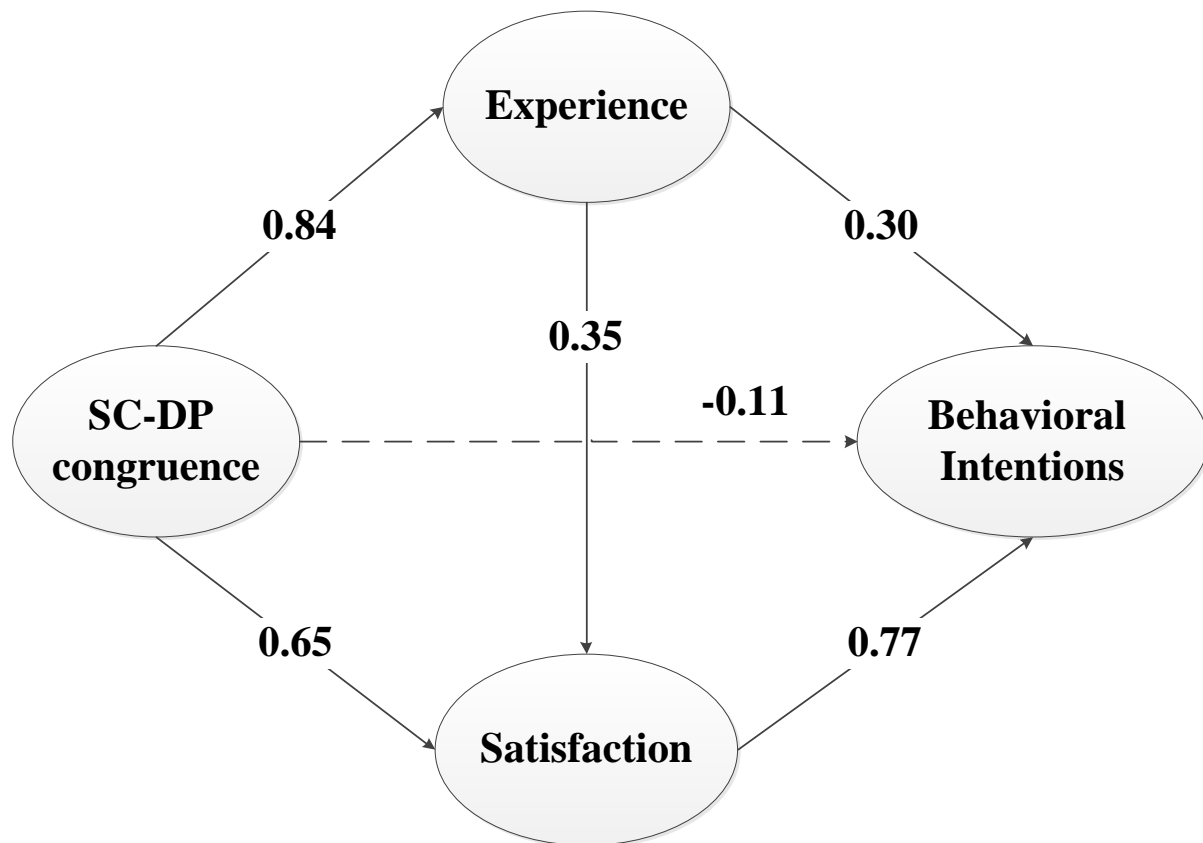 Experience
0.84
0.30
0.35
-0.11
SC-DP
congruence
Behavioral
Intentions
0.65
0.77
Satisfaction